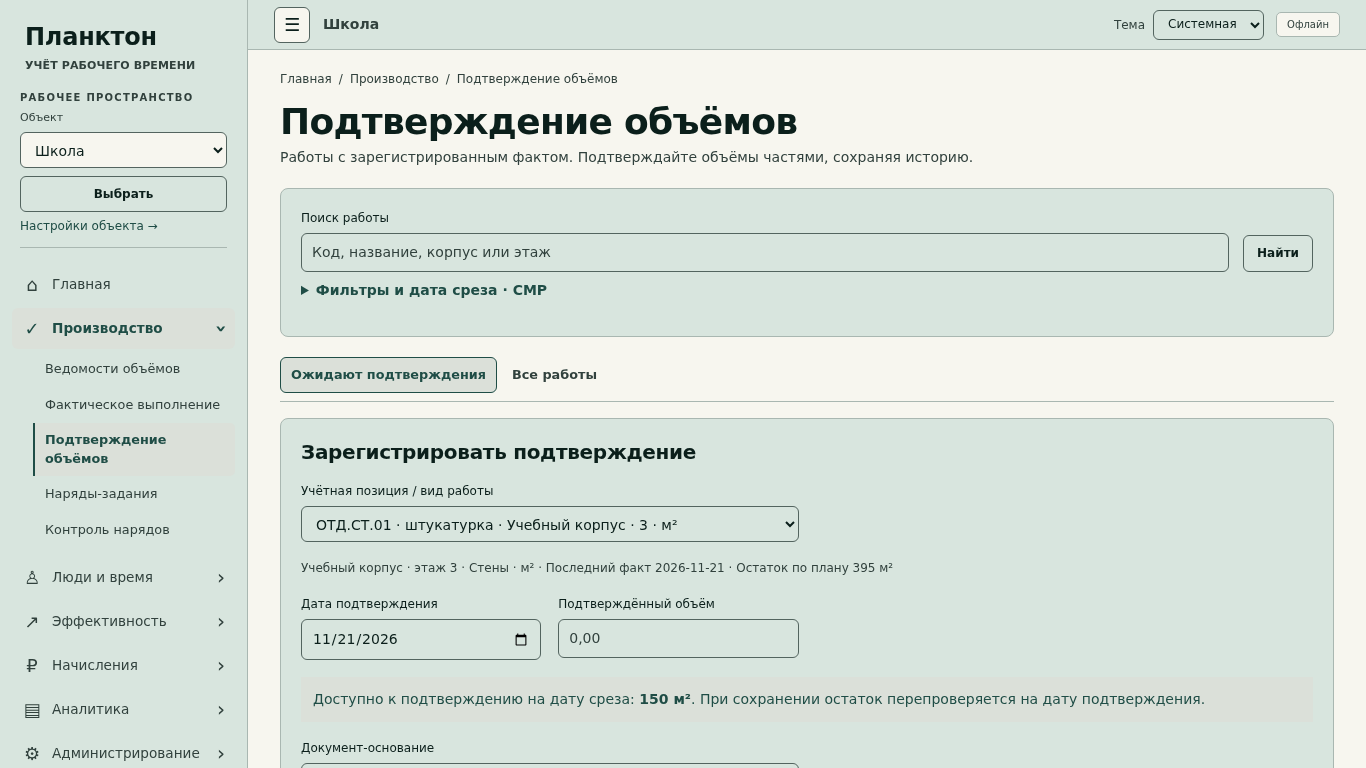 Планктон
УЧЁТ РАБОЧЕГО ВРЕМЕНИ
РАБОЧЕЕ ПРОСТРАНСТВО
Объект
Школа
Выбрать
Настройки объекта →
Главная
Производство
Ведомости объёмов
Фактическое выполнение
Подтверждение
объёмов
Наряды-задания
Контроль нарядов
Люди и время
Эффективность
₽ Начисления
Аналитика
Администрирование
Школа
Тема
Системная
Офлайн
Главная / Производство / Подтверждение объёмов
Подтверждение объёмов
Работы с зарегистрированным фактом. Подтверждайте объёмы частями, сохраняя историю.
Поиск работы
Код, название, корпус или этаж
Найти
Фильтры и дата среза · СМР
Ожидают подтверждения
Все работы
Зарегистрировать подтверждение
Учётная позиция / вид работы
ОТД.СТ.01 · штукатурка · Учебный корпус · 3 · м²
Учебный корпус · этаж 3 · Стены · м² · Последний факт 2026-11-21 · Остаток по плану 395 м²
Дата подтверждения
Подтверждённый объём
11/21/2026
0,00
Доступно к подтверждению на дату среза: 150 м². При сохранении остаток перепроверяется на дату подтверждения.
Документ-основание